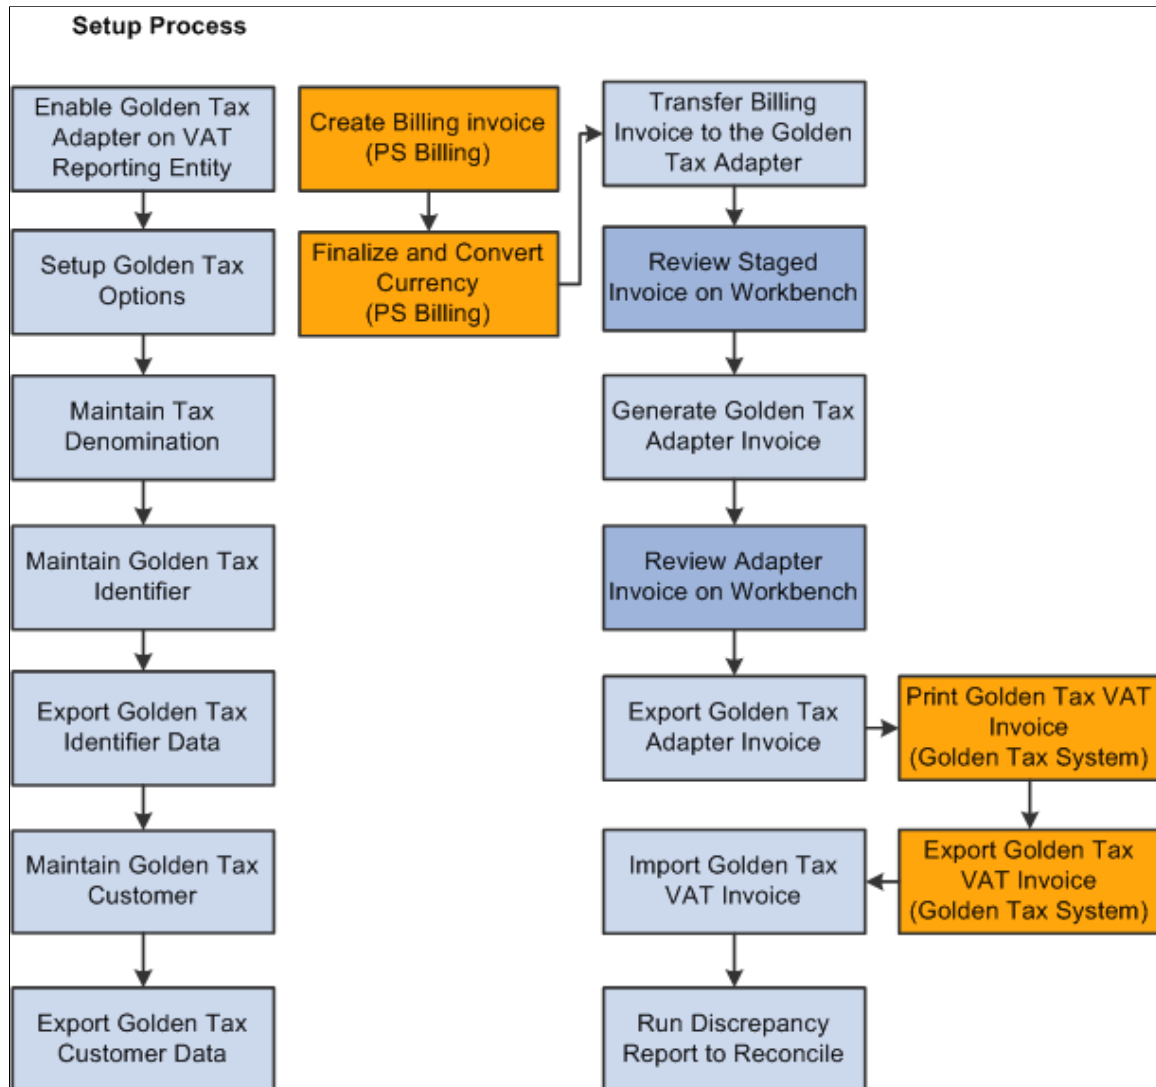 Setup Process
Enable Golden Tax
Adapter on VAT
Reporting Entity
Setup Golden Tax
Options
Maintain Tax
Denomination
Maintain Golden Tax
Identifier
Export Golden Tax
Identifier Data
Maintain Golden Tax
Customer
Export Golden Tax
Customer Data
Create Billing invoice
(PS Billing)
Finalize and Convert
Currency
(PS Billing)
Transfer Billing
Invoice to the Golden
Tax Adapter
Review Staged
Invoice on Workbench
Generate Golden Tax
Adapter Invoice
Review Adapter
Invoice on Workbench
Export Golden Tax
Adapter Invoice
Print Golden Tax VAT
Invoice
(Golden Tax System)
Export Golden Tax
VAT Invoice
(Golden Tax System)
Import Golden Tax
VAT Invoice
Run Discrepancy
Report to Reconcile